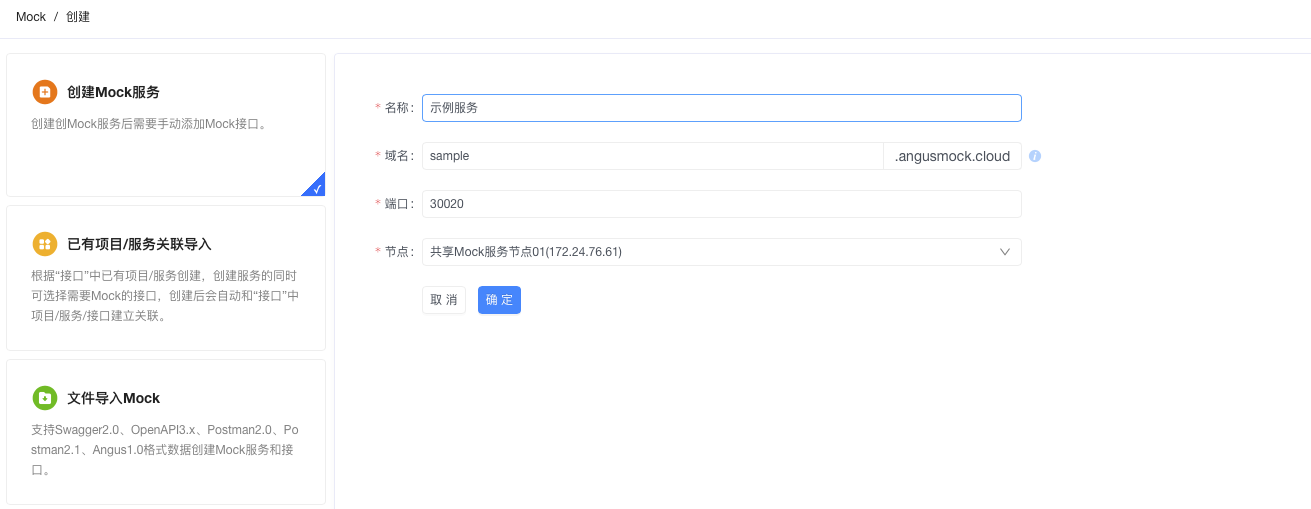 Mock / 创建
创建Mock服务
创建创Mock服务后需要手动添加Mock接口。
已有项目/服务关联导入
根据“接口”中已有项目/服务创建，创建服务的同时
可选择需要Mock的接口，创建后会自动和“接口”中
项目/服务/接口建立关联。
文件导入Mock
支持Swagger2.0、OpenAPI3.x、Postman2.0、Po
stman2.1、Angus1.0格式数据创建Mock服务和接
口。
* 名称： 示例服务
* 域名： sample .angusmock.cloud
* 端口： 30020
* 节点： 共享Mock服务节点01(172.24.76.61)
取 消 确 定